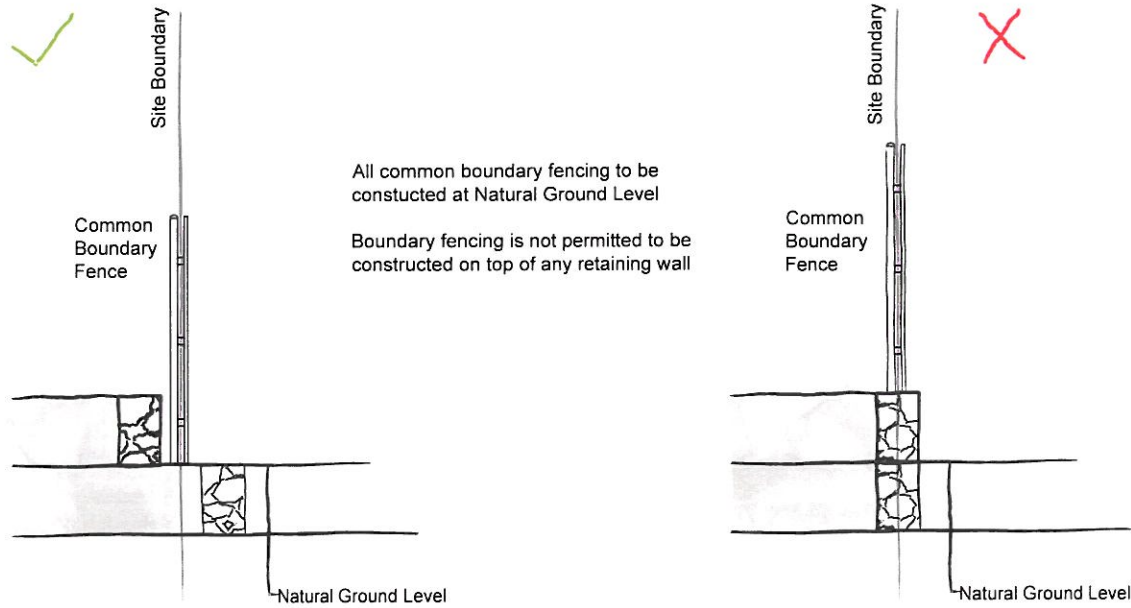 Site Boundary
Common
Boundary
Fence
All common boundary fencing to be
constucted at Natural Ground Level
Boundary fencing is not permitted to be
constructed on top of any retaining wall
Natural Ground Level
Site Boundary
Common
Boundary
Fence
Natural Ground Level